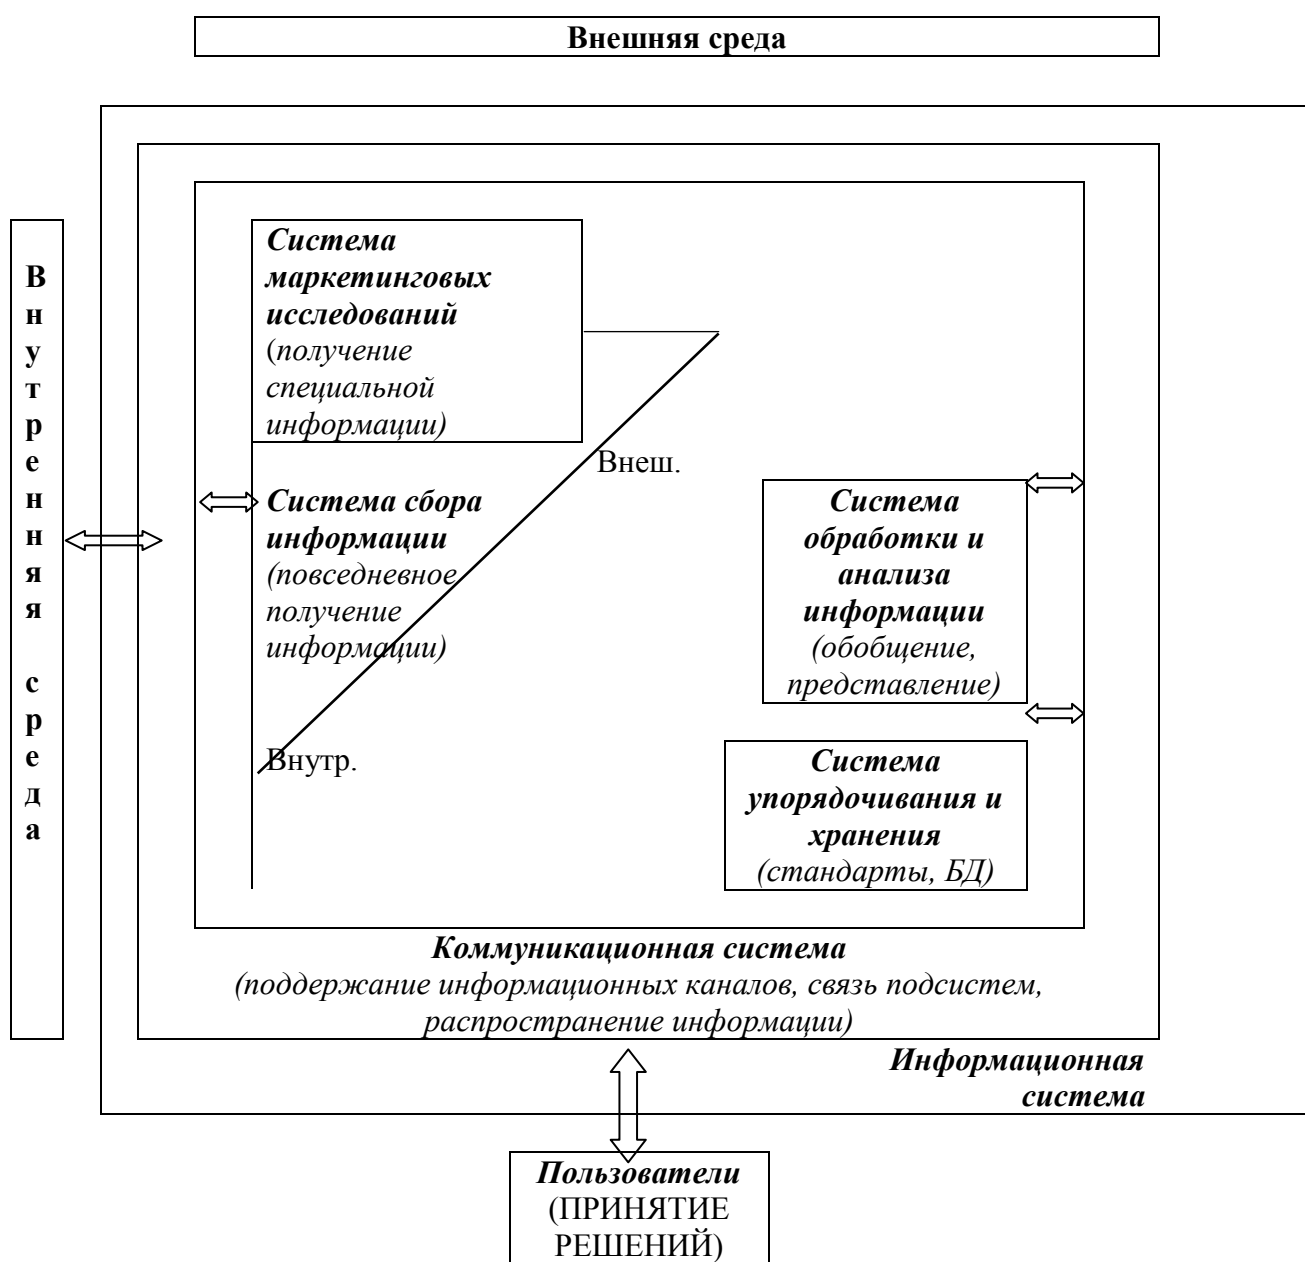 Внешняя среда
Внутренняя среда
Система
маркетинговых
исследований
(получение
специальной
информации)
Внеш.
Система сбора
информации
(повседневное
получение
информации)
Внутр.
Система
обработки и
анализа
информации
(обобщение,
представление)
Система
упорядочивания и
хранения
(стандарты, БД)
Коммуникационная система
(поддержание информационных каналов, связь подсистем,
распространение информации)
Информационная
система
Пользователи
(ПРИНЯТИЕ
РЕШЕНИЙ)